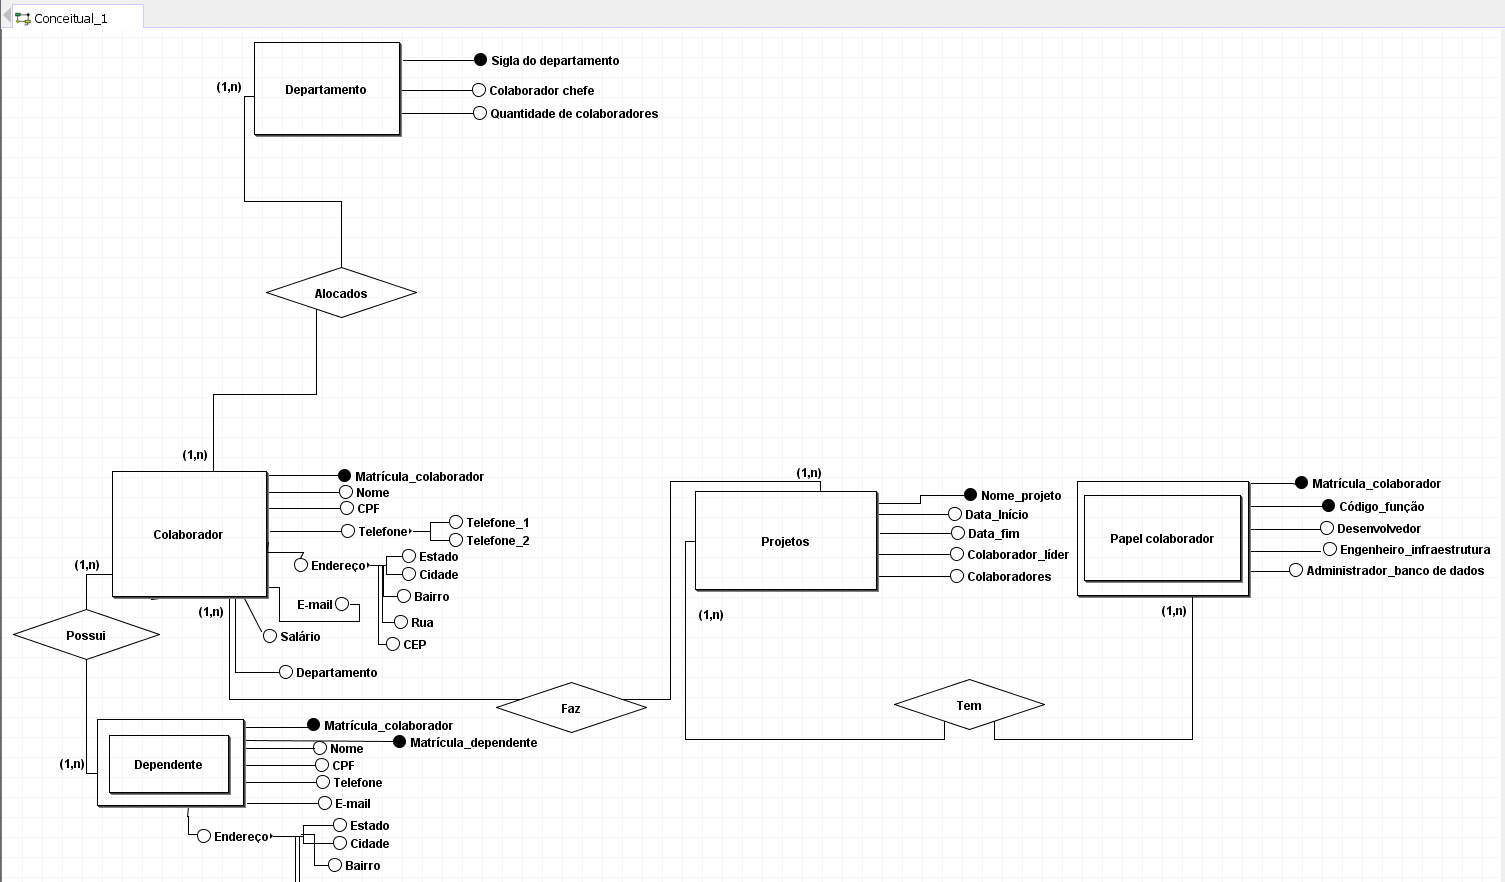 Conceitual_1
Departamento
Sigla do departamento
Colaborador chefe
Quantidade de colaboradores
(1,n)
Alocados
(1,n)
Colaborador
Matrícula_colaborador
Nome
CPF
Telefone
Telefone_1
Telefone_2
Endereço
Estado
Cidade
Bairro
Rua
CEP
E-mail
Salário
Departamento
(1,n)
(1,n)
Possui
(1,n)
Dependente
Matrícula_colaborador
Matrícula_dependente
Nome
CPF
Telefone
E-mail
Endereço
Estado
Cidade
Bairro
Faz
(1,n)
Projetos
Nome_projeto
Data_Início
Data_fim
Colaborador_líder
Colaboradores
(1,n)
Tem
(1,n)
Papel colaborador
Matrícula_colaborador
Código_função
Desenvolvedor
Engenheiro_infraestrutura
Administrador_banco de dados